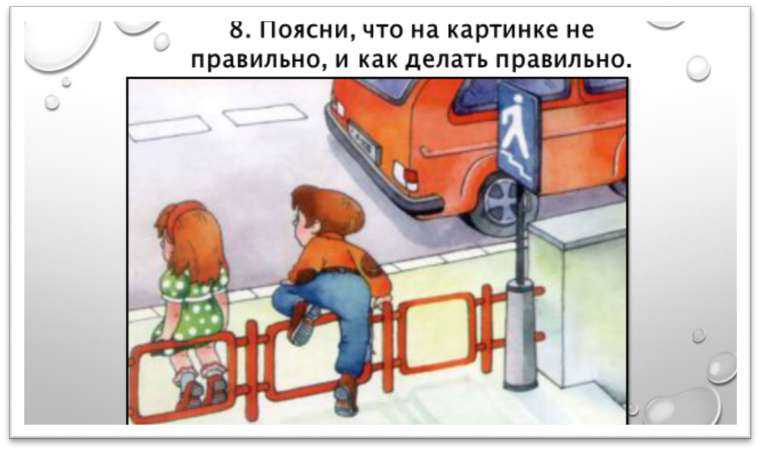 8. Поясни, что на картинке не
правильно, и как делать правильно.